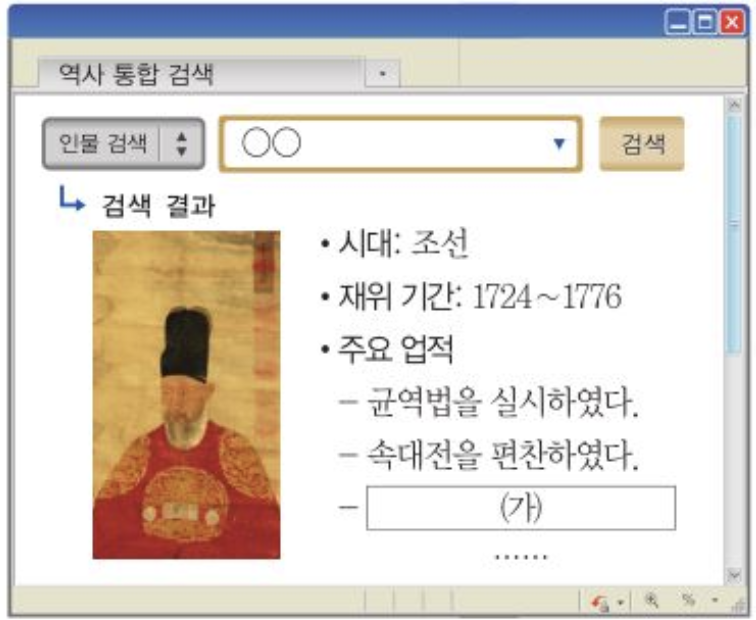 역사 통합 검색
인물 검색 ○○ 검색
검색 결과
• 시대: 조선
• 재위 기간: 1724~1776
• 주요 업적
- 균역법을 실시하였다.
- 속대전을 편찬하였다.
- (가)
……
%